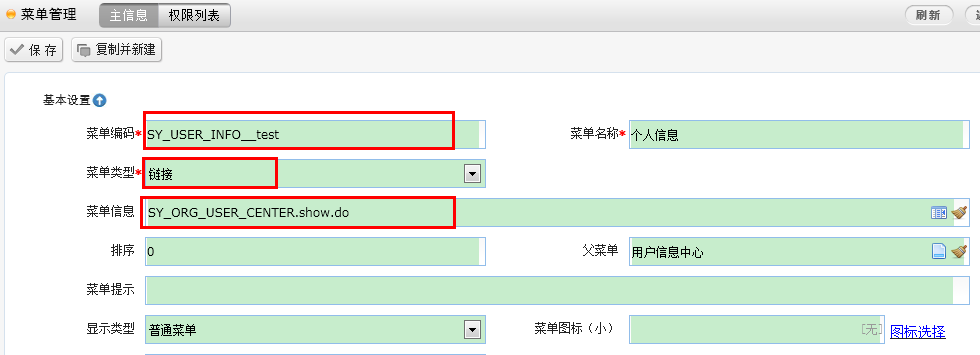 菜单管理 主信息 权限列表 刷新
保存 复制并新建
基本设置
菜单编码* SY_USER_INFO__test 菜单名称* 个人信息
菜单类型* 链接
菜单信息 SY_ORG_USER_CENTER.show.do
排序 0 父菜单 用户信息中心
菜单提示
显示类型 普通菜单 菜单图标（小） [无] 图标选择